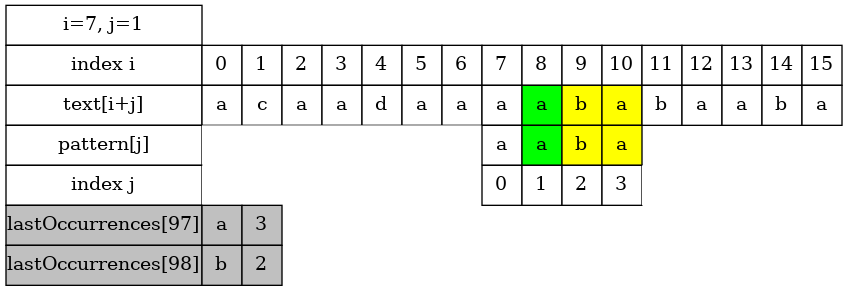 i=7, j=1
index i 0 1 2 3 4 5 6 7 8 9 10 11 12 13 14 15
text[i+j] a c a a d a a a a b a b a a b a
pattern[j] a a b a
index j 0 1 2 3
lastOccurrences[97] a 3
lastOccurrences[98] b 2